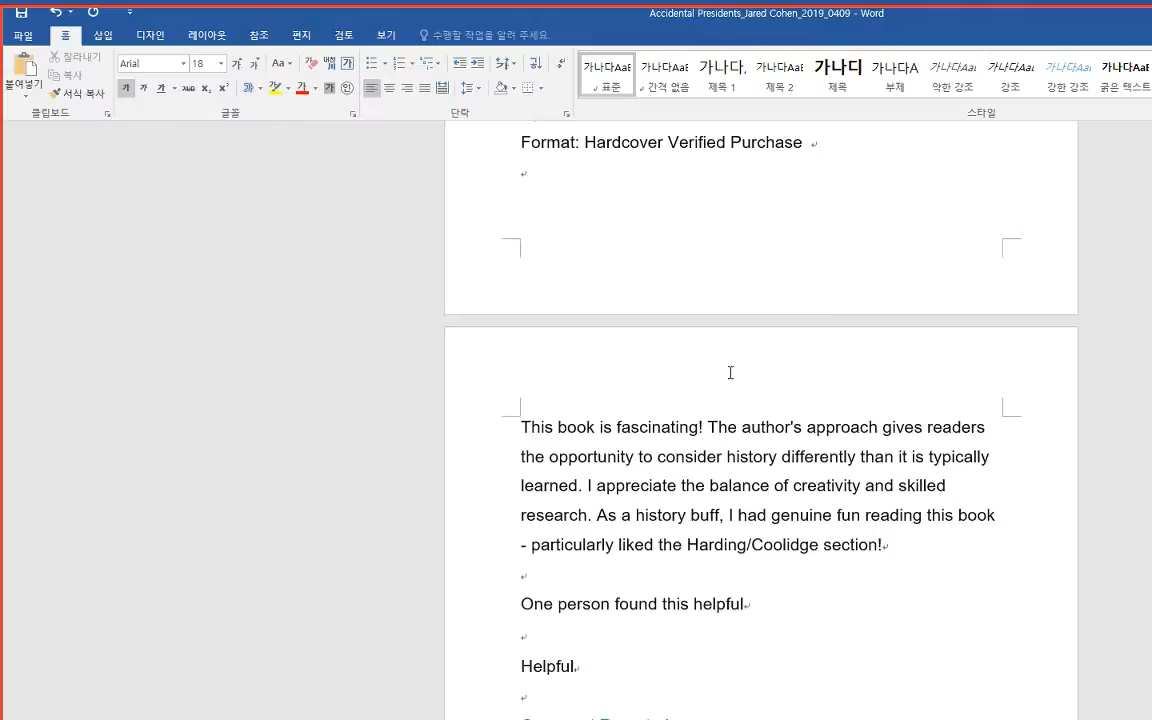 Accidental Presidents_Jared Cohen_2019_0409 - Word
파일 홈 삽입 디자인 레이아웃 참조 편지 검토 보기 수행할 작업을 알려 주세요.
잘라내기
복사
서식 복사
붙여넣기
Arial 18
가나다AaB 가나다AaB 가나다, 가나다AaB 가나다 가나다A 가나다Aa 가나다Aa 가나다Aa 가나다AaB
표준 간격 없음 제목 1 제목 2 제목 부제 약한 강조 강조 강한 강조 굵은 텍스트
클립보드 글꼴 단락 스타일
Format: Hardcover Verified Purchase
This book is fascinating! The author's approach gives readers
the opportunity to consider history differently than it is typically
learned. I appreciate the balance of creativity and skilled
research. As a history buff, I had genuine fun reading this book
- particularly liked the Harding/Coolidge section!
One person found this helpful
Helpful